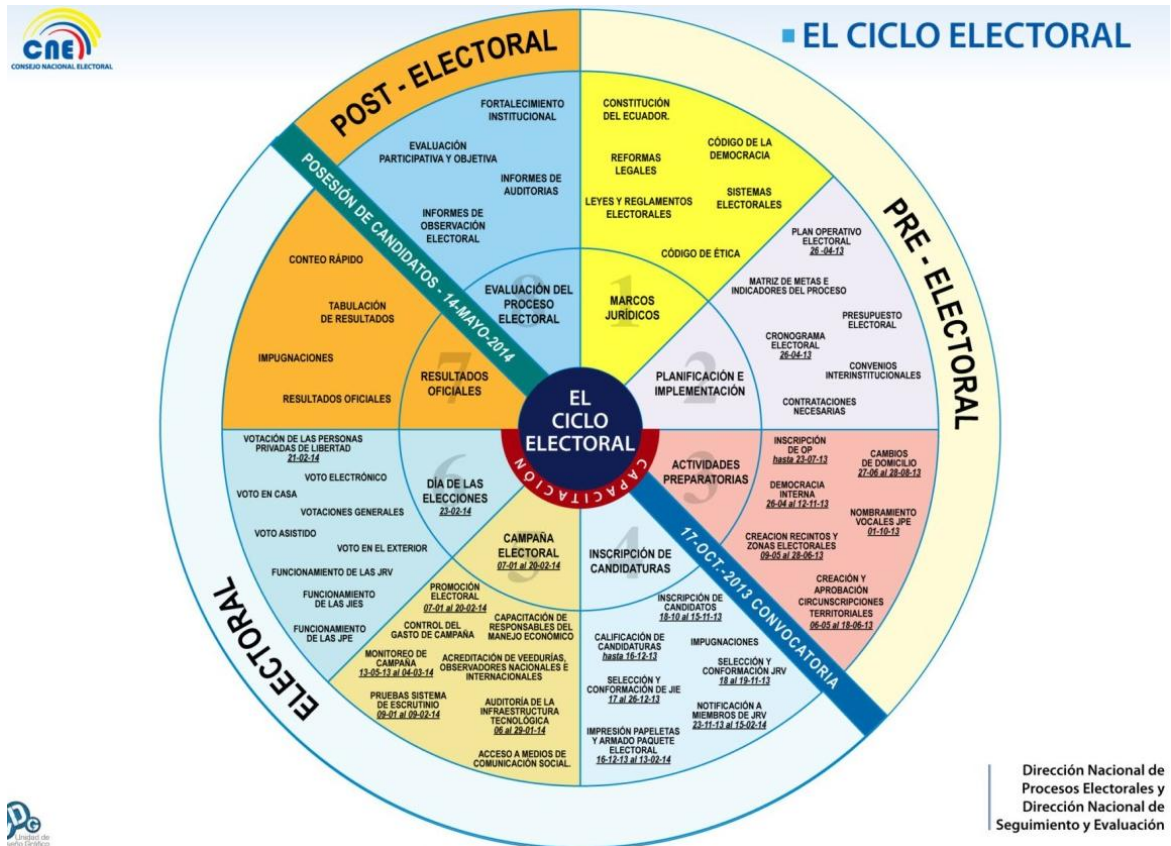 CNE
CONSEJO NACIONAL ELECTORAL
EL CICLO ELECTORAL
POST - ELECTORAL
PRE - ELECTORAL
ELECTORAL
POSESIÓN DE CANDIDATOS - 14-MAYO-2014
17-OCT.-2013 CONVOCATORIA
EL
CICLO
ELECTORAL
CAPACITACIÓN
1
MARCOS
JURÍDICOS
CONSTITUCIÓN
DEL ECUADOR.
CÓDIGO DE LA
DEMOCRACIA
REFORMAS
LEGALES
SISTEMAS
ELECTORALES
LEYES Y REGLAMENTOS
ELECTORALES
CÓDIGO DE ÉTICA
2
PLANIFICACIÓN E
IMPLEMENTACIÓN
PLAN OPERATIVO
ELECTORAL
26 -04-13
MATRIZ DE METAS E
INDICADORES DEL PROCESO
PRESUPUESTO
ELECTORAL
CRONOGRAMA
ELECTORAL
26-04-13
CONVENIOS
INTERINSTITUCIONALES
CONTRATACIONES
NECESARIAS
3
ACTIVIDADES
PREPARATORIAS
INSCRIPCIÓN
DE OP
hasta 23-07-13
CAMBIOS
DE DOMICILIO
27-06 al 28-08-13
DEMOCRACIA
INTERNA
26-04 al 12-11-13
NOMBRAMIENTO
VOCALES JPE
01-10-13
CREACION RECINTOS Y
ZONAS ELECTORALES
09-05 al 28-06-13
CREACIÓN Y
APROBACIÓN
CIRCUNSCRIPCIONES
TERRITORIALES
06-05 al 18-06-13
4
INSCRIPCIÓN DE
CANDIDATURAS
INSCRIPCIÓN DE
CANDIDATOS
18-10 al 15-11-13
CALIFICACIÓN DE
CANDIDATURAS
hasta 16-12-13
IMPUGNACIONES
SELECCIÓN Y
CONFORMACIÓN JRV
18 al 19-11-13
SELECCIÓN Y
CONFORMACIÓN DE JIE
17 al 26-12-13
NOTIFICACIÓN A
MIEMBROS DE JRV
23-11-13 al 15-02-14
IMPRESIÓN PAPELETAS
Y ARMADO PAQUETE
ELECTORAL
16-12-13 al 13-02-14
5
CAMPAÑA
ELECTORAL
07-01 al 20-02-14
PROMOCIÓN
ELECTORAL
07-01 al 20-02-14
CAPACITACIÓN DE
RESPONSABLES DEL
MANEJO ECONÓMICO
CONTROL DEL
GASTO DE CAMPAÑA
MONITOREO DE
CAMPAÑA
13-05-13 al 04-03-14
ACREDITACIÓN DE VEEDURÍAS,
OBSERVADORES NACIONALES E
INTERNACIONALES
PRUEBAS SISTEMA
DE ESCRUTINIO
09-01 al 09-02-14
AUDITORÍA DE LA
INFRAESTRUCTURA
TECNOLÓGICA
06 al 29-01-14
ACCESO A MEDIOS DE
COMUNICACIÓN SOCIAL.
6
DÍA DE LAS
ELECCIONES
23-02-14
VOTACIÓN DE LAS PERSONAS
PRIVADAS DE LIBERTAD
21-02-14
VOTO ELECTRÓNICO
VOTO EN CASA
VOTACIONES GENERALES
VOTO ASISTIDO
VOTO EN EL EXTERIOR
FUNCIONAMIENTO DE LAS JRV
FUNCIONAMIENTO
DE LAS JIES
FUNCIONAMIENTO
DE LAS JPE
7
RESULTADOS
OFICIALES
CONTEO RÁPIDO
TABULACIÓN
DE RESULTADOS
IMPUGNACIONES
RESULTADOS OFICIALES
8
EVALUACIÓN DEL
PROCESO
ELECTORAL
FORTALECIMIENTO
INSTITUCIONAL
EVALUACIÓN
PARTICIPATIVA Y OBJETIVA
INFORMES DE
AUDITORIAS
INFORMES DE
OBSERVACIÓN
ELECTORAL
Dirección Nacional de
Procesos Electorales y
Dirección Nacional de
Seguimiento y Evaluación
Unidad de
seño Gráfico